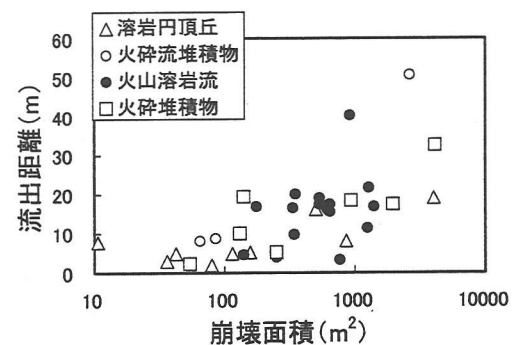 △ 溶岩円頂丘
○ 火砕流堆積物
● 火山溶岩流
□ 火砕堆積物
流出距離(m)
60
50
40
30
20
10
0
10 100 1000 10000
崩壊面積(m²)